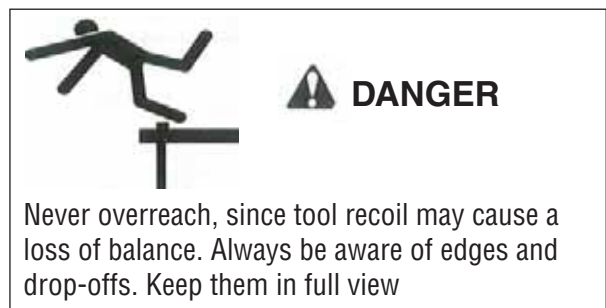 DANGER
Never overreach, since tool recoil may cause a
loss of balance. Always be aware of edges and
drop-offs. Keep them in full view